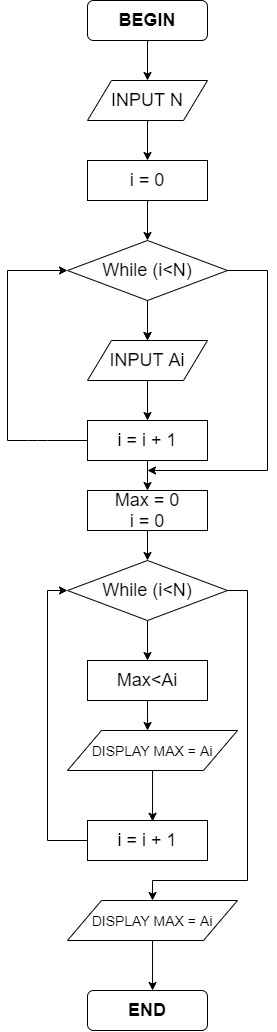 BEGIN
INPUT N
i = 0
While (i<N)
INPUT Ai
i = i + 1
Max = 0
i = 0
While (i<N)
Max<Ai
DISPLAY MAX = Ai
i = i + 1
DISPLAY MAX = Ai
END